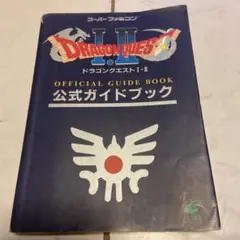 スーパーファミコン
DRAGON QUEST
I・II
ドラゴンクエストI・II
OFFICIAL GUIDE BOOK
公式ガイドブック